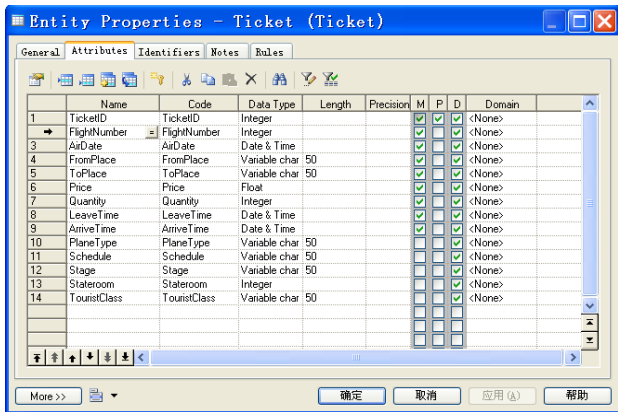 Entity Properties - Ticket (Ticket)
General Attributes Identifiers Notes Rules
Name Code Data Type Length Precision M P D Domain
1 TicketID TicketID Integer <None>
FlightNumber = FlightNumber Integer <None>
3 AirDate AirDate Date & Time <None>
4 FromPlace FromPlace Variable char 50 <None>
5 ToPlace ToPlace Variable char 50 <None>
6 Price Price Float <None>
7 Quantity Quantity Integer <None>
8 LeaveTime LeaveTime Date & Time <None>
9 ArriveTime ArriveTime Date & Time <None>
10 PlaneType PlaneType Variable char 50 <None>
11 Schedule Schedule Variable char 50 <None>
12 Stage Stage Variable char 50 <None>
13 Stateroom Stateroom Integer <None>
14 TouristClass TouristClass Variable char 50 <None>
More >> 确定 取消 应用(A) 帮助